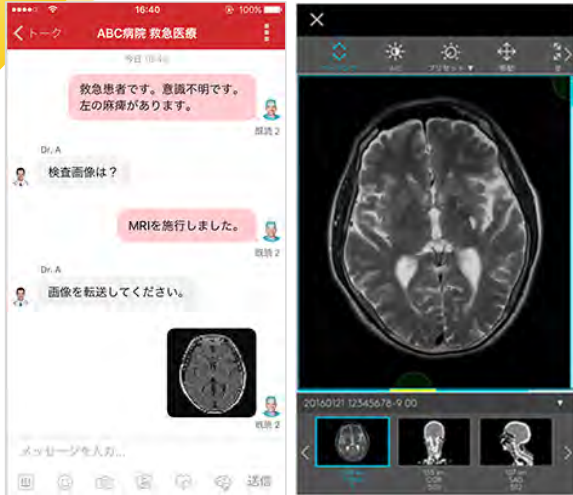 16:40
100%
トーク
ABC病院 救急医療
今日 16:40
救急患者です。意識不明です。
左の麻痺があります。
既読 2
Dr. A
検査画像は？
MRIを施行しました。
既読 2
Dr. A
画像を転送してください。
既読 2
メッセージを入力...
送信
プリセット▼
移動
20160121 12345678-9 00
COR
SAG